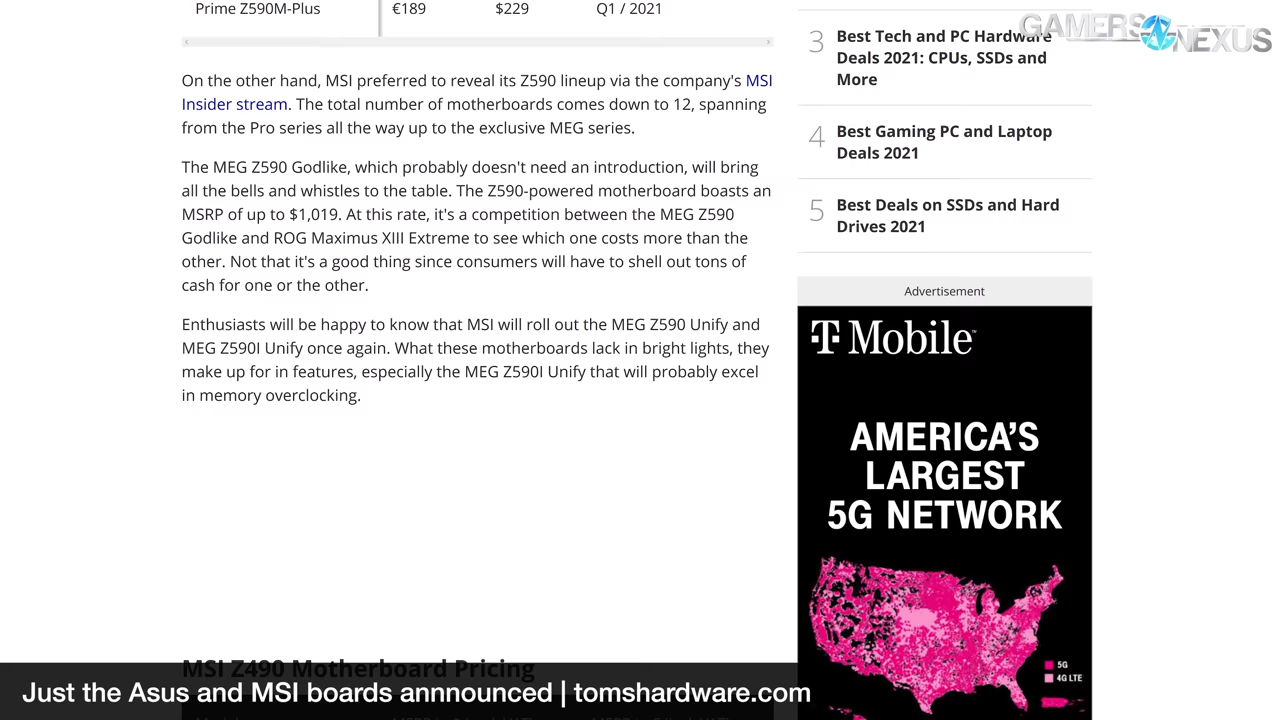 Prime Z590M-Plus €189 $229 Q1 / 2021
On the other hand, MSI preferred to reveal its Z590 lineup via the company's MSI
Insider stream. The total number of motherboards comes down to 12, spanning
from the Pro series all the way up to the exclusive MEG series.
The MEG Z590 Godlike, which probably doesn't need an introduction, will bring
all the bells and whistles to the table. The Z590-powered motherboard boasts an
MSRP of up to $1,019. At this rate, it's a competition between the MEG Z590
Godlike and ROG Maximus XIII Extreme to see which one costs more than the
other. Not that it's a good thing since consumers will have to shell out tons of
cash for one or the other.
Enthusiasts will be happy to know that MSI will roll out the MEG Z590 Unify and
MEG Z590I Unify once again. What these motherboards lack in bright lights, they
make up for in features, especially the MEG Z590I Unify that will probably excel
in memory overclocking.
MSI Z490 Motherboard Pricing
GAMERS NEXUS
3 Best Tech and PC Hardware
Deals 2021: CPUs, SSDs and
More
4 Best Gaming PC and Laptop
Deals 2021
5 Best Deals on SSDs and Hard
Drives 2021
Advertisement
T Mobile
AMERICA'S
LARGEST
5G NETWORK
5G
4G LTE
Just the Asus and MSI boards annnounced | tomshardware.com